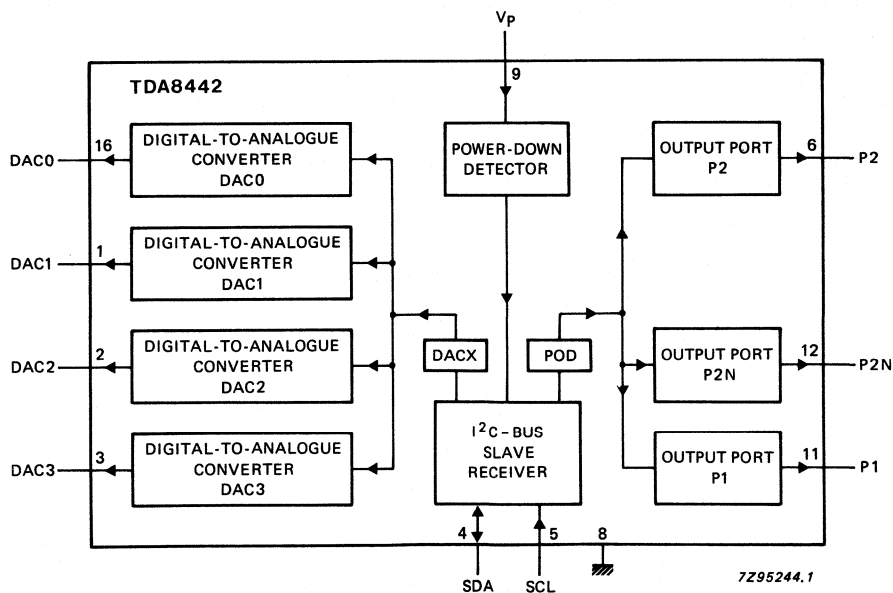 VP
9
TDA8442
16
DAC0
DIGITAL-TO-ANALOGUE
CONVERTER
DAC0
POWER-DOWN
DETECTOR
OUTPUT PORT
P2
6
P2
1
DAC1
DIGITAL-TO-ANALOGUE
CONVERTER
DAC1
DACX
POD
2
DAC2
DIGITAL-TO-ANALOGUE
CONVERTER
DAC2
OUTPUT PORT
P2N
12
P2N
I²C-BUS
SLAVE
RECEIVER
3
DAC3
DIGITAL-TO-ANALOGUE
CONVERTER
DAC3
OUTPUT PORT
P1
11
P1
4
5
8
SDA
SCL
7Z95244.1